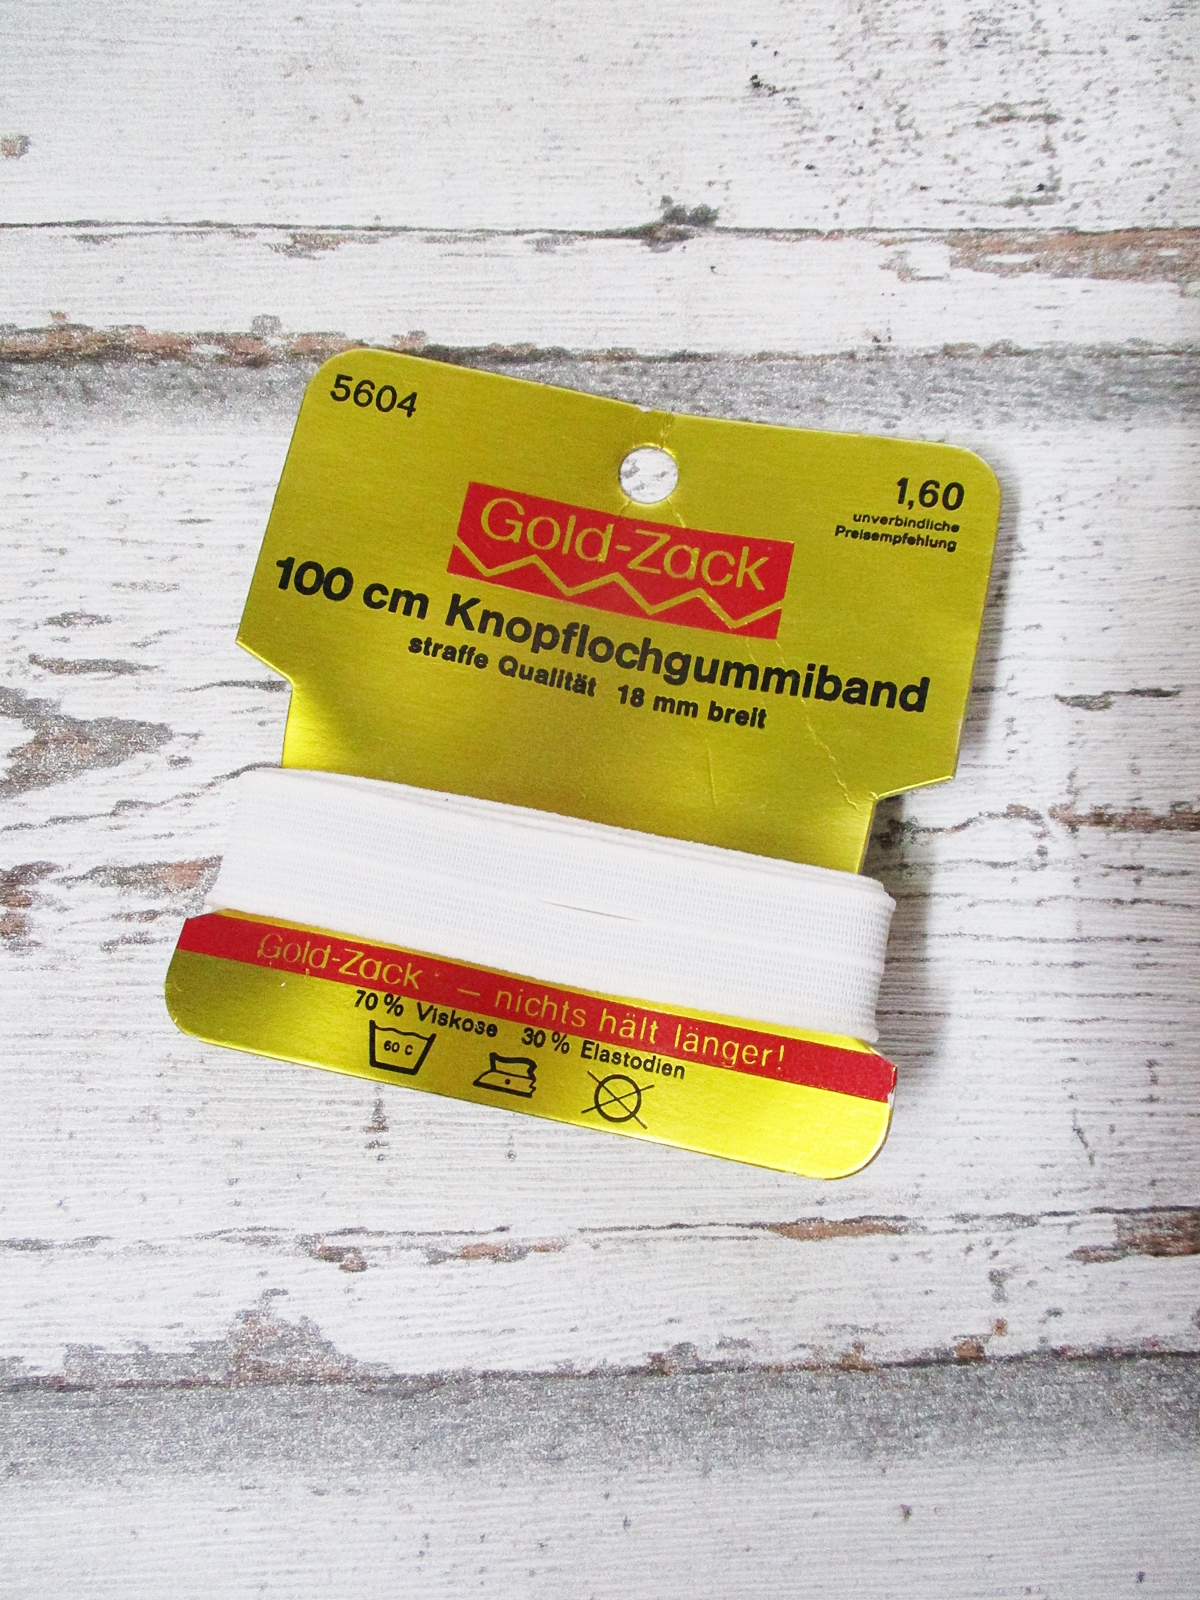 5604
1,60
unverbindliche
Preisempfehlung
Gold-Zack
100 cm Knopflochgummiband
straffe Qualität 18 mm breit
Gold-Zack – nichts hält länger!
70 % Viskose 30 % Elastodien
60 C